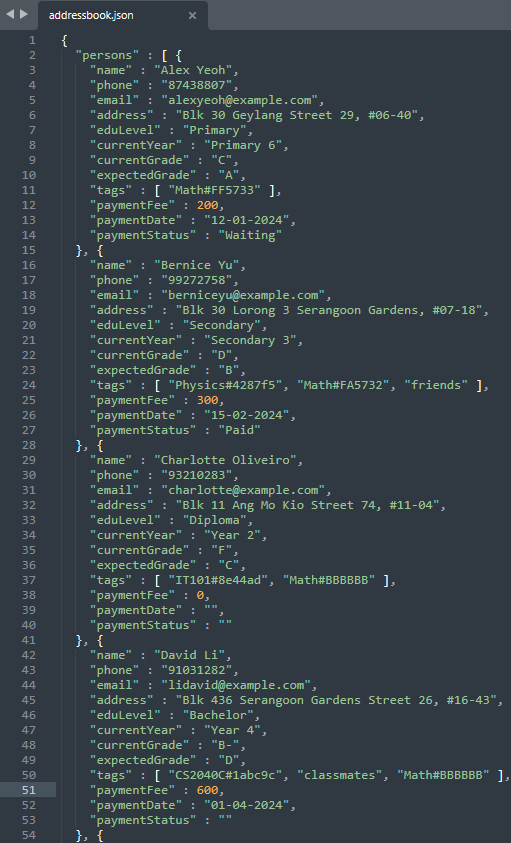 addressbook.json ×
1 {
2 "persons" : [ {
3 "name" : "Alex Yeoh",
4 "phone" : "87438807",
5 "email" : "alexyeoh@example.com",
6 "address" : "Blk 30 Geylang Street 29, #06-40",
7 "eduLevel" : "Primary",
8 "currentYear" : "Primary 6",
9 "currentGrade" : "C",
10 "expectedGrade" : "A",
11 "tags" : [ "Math#FF5733" ],
12 "paymentFee" : 200,
13 "paymentDate" : "12-01-2024",
14 "paymentStatus" : "Waiting"
15 }, {
16 "name" : "Bernice Yu",
17 "phone" : "99272758",
18 "email" : "berniceyu@example.com",
19 "address" : "Blk 30 Lorong 3 Serangoon Gardens, #07-18",
20 "eduLevel" : "Secondary",
21 "currentYear" : "Secondary 3",
22 "currentGrade" : "D",
23 "expectedGrade" : "B",
24 "tags" : [ "Physics#4287f5", "Math#FA5732", "friends" ],
25 "paymentFee" : 300,
26 "paymentDate" : "15-02-2024",
27 "paymentStatus" : "Paid"
28 }, {
29 "name" : "Charlotte Oliveiro",
30 "phone" : "93210283",
31 "email" : "charlotte@example.com",
32 "address" : "Blk 11 Ang Mo Kio Street 74, #11-04",
33 "eduLevel" : "Diploma",
34 "currentYear" : "Year 2",
35 "currentGrade" : "F",
36 "expectedGrade" : "C",
37 "tags" : [ "IT101#8e44ad", "Math#BBBBBB" ],
38 "paymentFee" : 0,
39 "paymentDate" : "",
40 "paymentStatus" : ""
41 }, {
42 "name" : "David Li",
43 "phone" : "91031282",
44 "email" : "lidavid@example.com",
45 "address" : "Blk 436 Serangoon Gardens Street 26, #16-43",
46 "eduLevel" : "Bachelor",
47 "currentYear" : "Year 4",
48 "currentGrade" : "B-",
49 "expectedGrade" : "D",
50 "tags" : [ "CS2040C#1abc9c", "classmates", "Math#BBBBBB" ],
51 "paymentFee" : 600,
52 "paymentDate" : "01-04-2024",
53 "paymentStatus" : ""
54 }, {